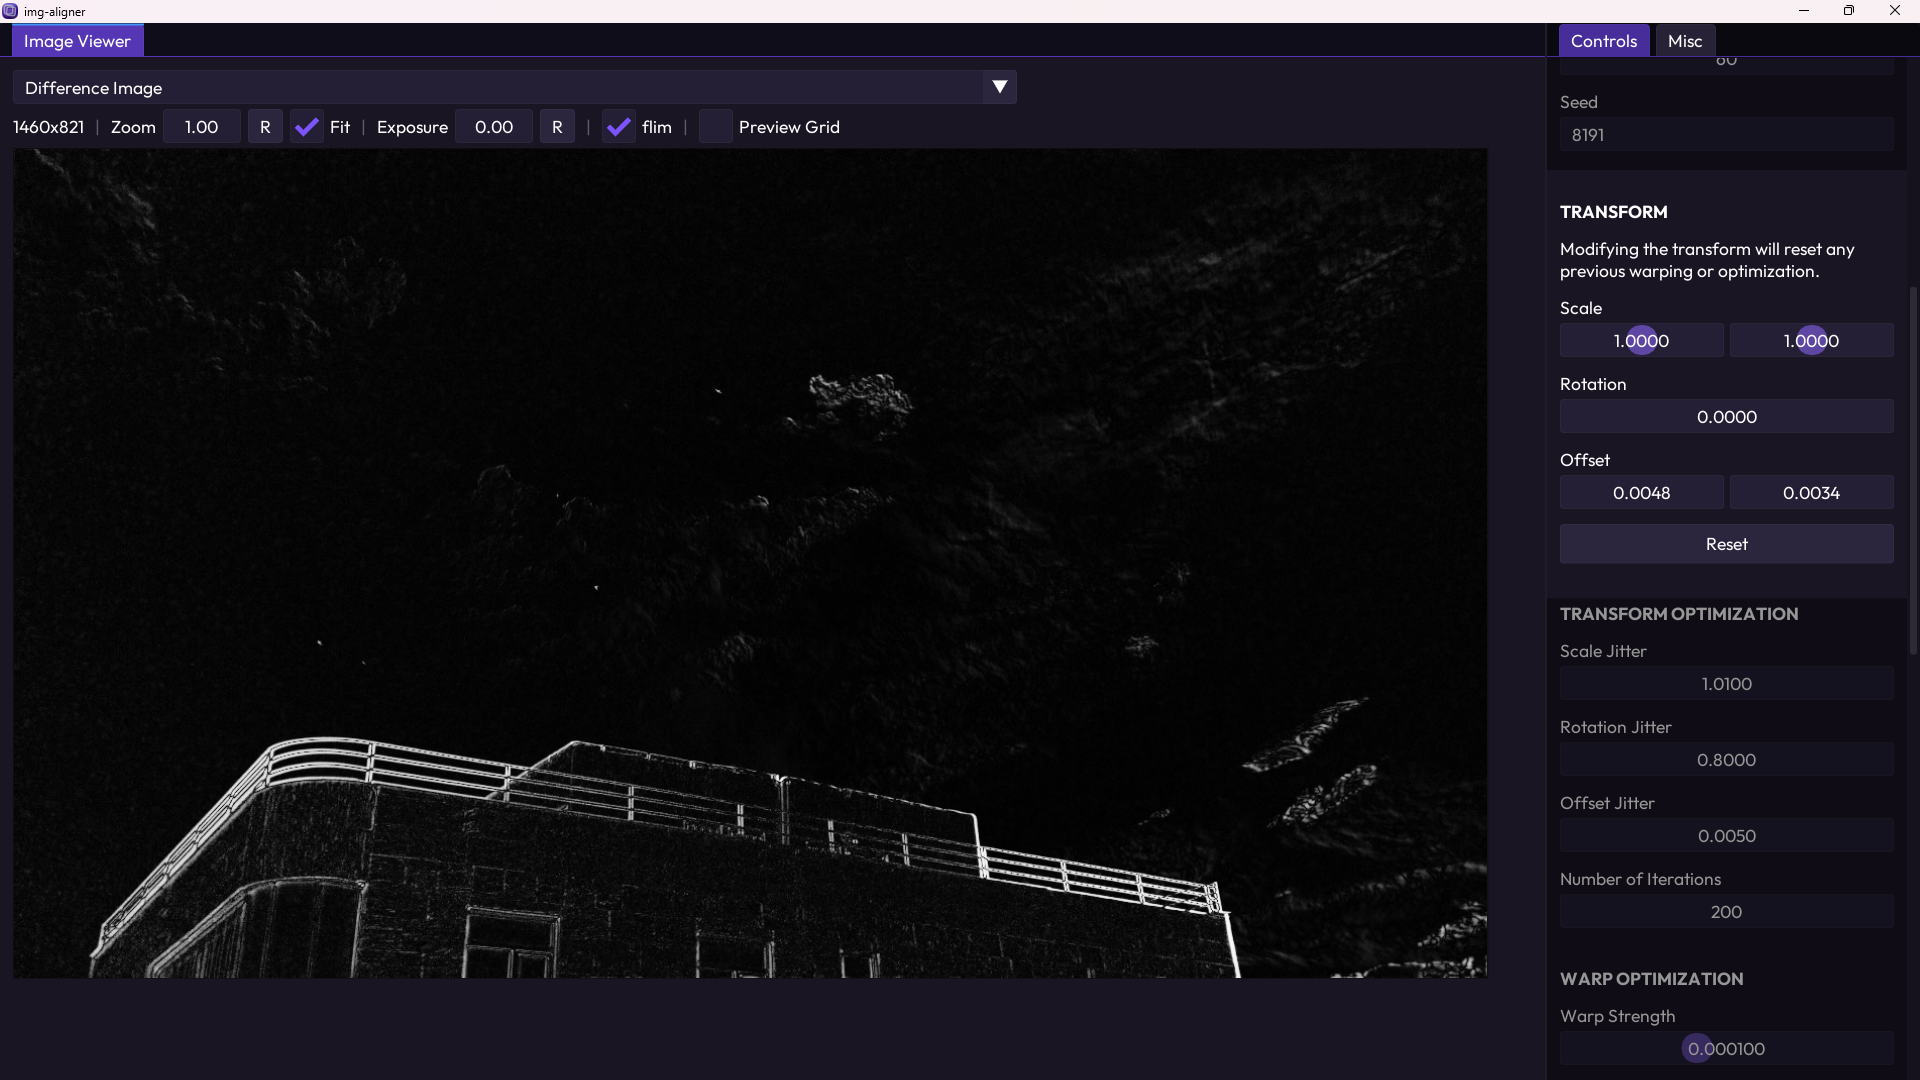 img-aligner
Image Viewer
Controls
Misc
Difference Image
1460x821 | Zoom 1.00 R Fit | Exposure 0.00 R | flim | Preview Grid
60
Seed
8191
TRANSFORM
Modifying the transform will reset any
previous warping or optimization.
Scale
1.0000 1.0000
Rotation
0.0000
Offset
0.0048 0.0034
Reset
TRANSFORM OPTIMIZATION
Scale Jitter
1.0100
Rotation Jitter
0.8000
Offset Jitter
0.0050
Number of Iterations
200
WARP OPTIMIZATION
Warp Strength
0.000100